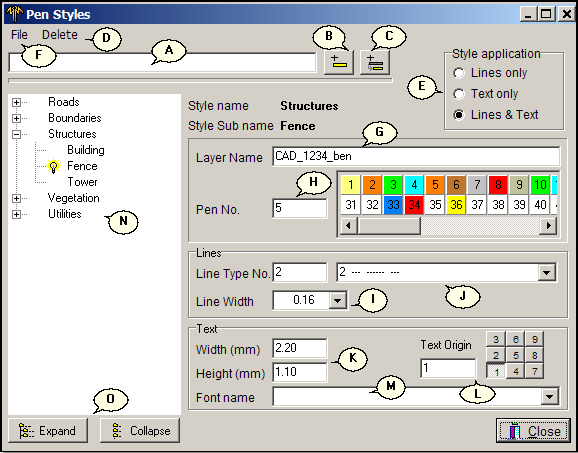 Pen Styles
File Delete D B C
F A
Style application
E Lines only
Text only
Lines & Text
Roads
Boundaries
Structures
Building
Fence
Tower
Vegetation
Utilities
N
Style name Structures
Style Sub name Fence
G
Layer Name CAD_1234_ben
H
Pen No. 5
1 2 3 4 5 6 7 8 9 10
31 32 33 34 35 36 37 38 39 40
Lines
Line Type No. 2 2 --- ------ ---
Line Width 0.16 I J
Text
Width (mm) 2.20
Height (mm) 1.10
K
Text Origin
1
3 6 9
2 5 8
1 4 7
M L
Font name
O
Expand Collapse Close